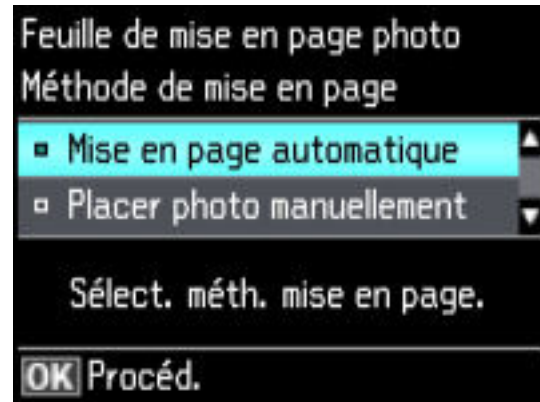 Feuille de mise en page photo
Méthode de mise en page
Mise en page automatique
Placer photo manuellement
Sélect. méth. mise en page.
OK Procéd.